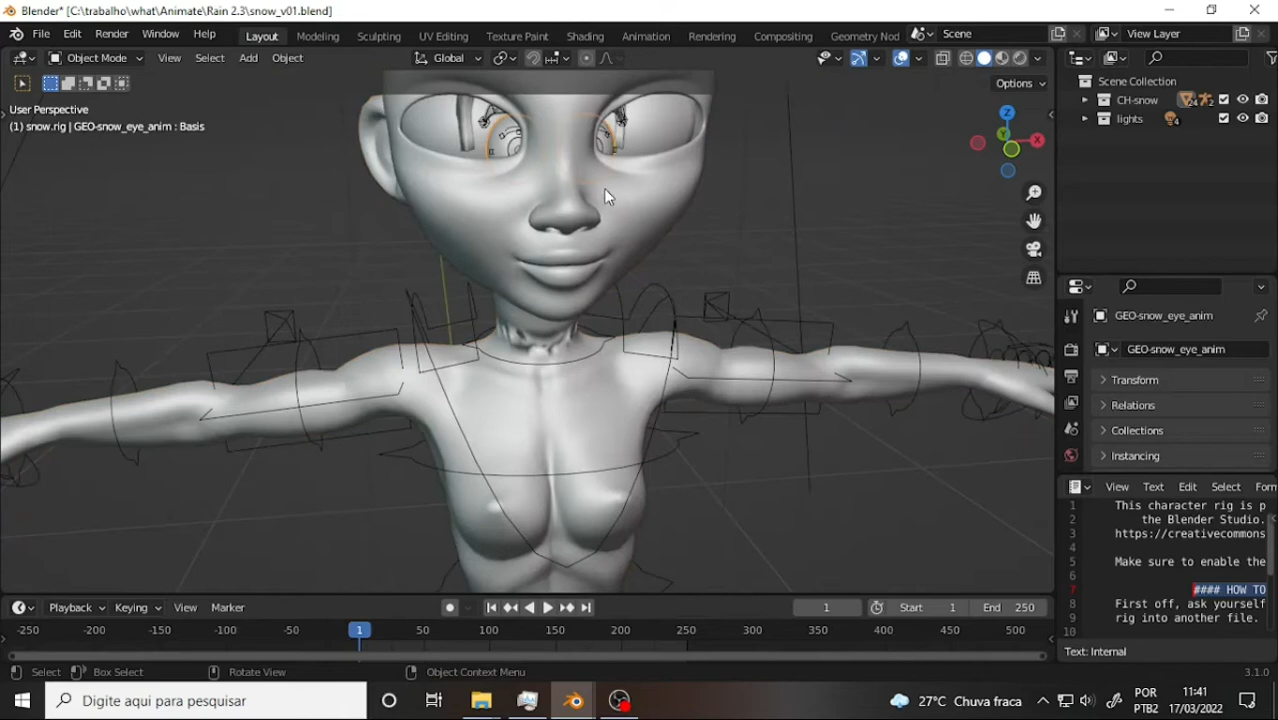 Blender* [C:\trabalho\what\Animate\Rain 2.3\snow_v01.blend]
File Edit Render Window Help Layout Modeling Sculpting UV Editing Texture Paint Shading Animation Rendering Compositing Geometry Nod Scene View Layer
Object Mode View Select Add Object Global
Options
User Perspective
(1) snow.rig | GEO-snow_eye_anim : Basis
Z
Y
X
Scene Collection
CH-snow 24 2
lights 4
GEO-snow_eye_anim
GEO-snow_eye_anim
Transform
Relations
Collections
Instancing
View Text Edit Select Form
1 This character rig is p
2 the Blender Studio.
3 https://creativecommons
4
5 Make sure to enable the
6
7 #### HOW TO
8 First off, ask yourself
9 rig into another file.
10
Text: Internal
Playback Keying View Marker 1 Start 1 End 250
-250 -200 -150 -100 -50 1 50 100 150 200 250 300 350 400 450 500
Select Box Select Rotate View Object Context Menu 3.1.0
Digite aqui para pesquisar
27°C Chuva fraca
POR
PTB2
11:41
17/03/2022